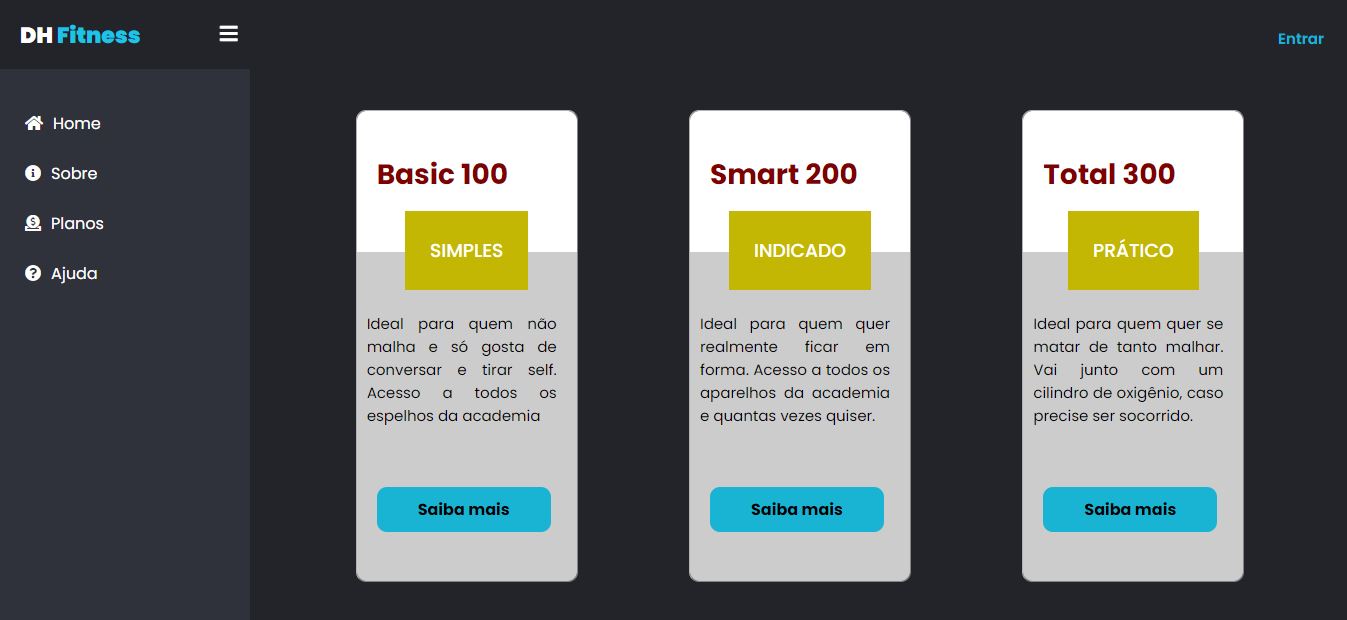 DH Fitness
Entrar
Home
Sobre
Planos
Ajuda
Basic 100
SIMPLES
Ideal para quem não
malha e só gosta de
conversar e tirar self.
Acesso a todos os
espelhos da academia
Saiba mais
Smart 200
INDICADO
Ideal para quem quer
realmente ficar em
forma. Acesso a todos os
aparelhos da academia
e quantas vezes quiser.
Saiba mais
Total 300
PRÁTICO
Ideal para quem quer se
matar de tanto malhar.
Vai junto com um
cilindro de oxigênio, caso
precise ser socorrido.
Saiba mais